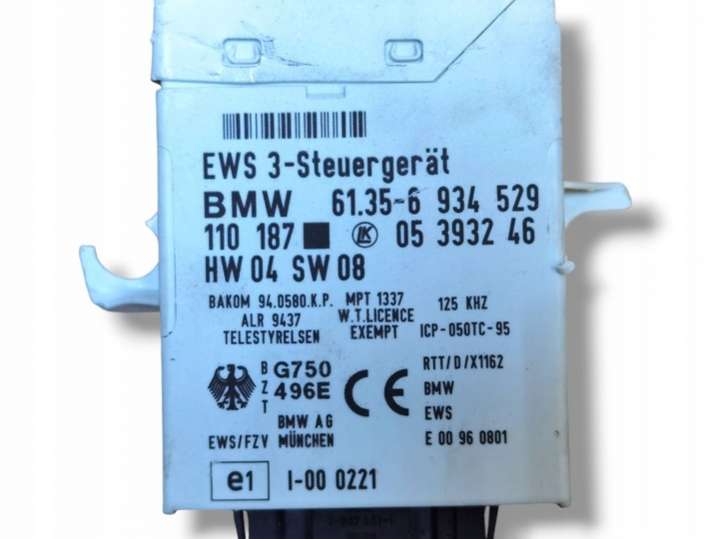 EWS 3-Steuergerät
BMW 61.35-6 934 529
110 187 LK 05 3932 46
HW 04 SW 08
BAKOM 94.0580.K.P. MPT 1337 125 KHZ
ALR 9437 W.T.LICENCE
TELESTYRELSEN EXEMPT ICP-050TC-95
RTT/D/X1162
B Z T G750 496E CE BMW
BMW AG EWS
EWS/FZV MÜNCHEN E 00 96 0801
e1 I-00 0221